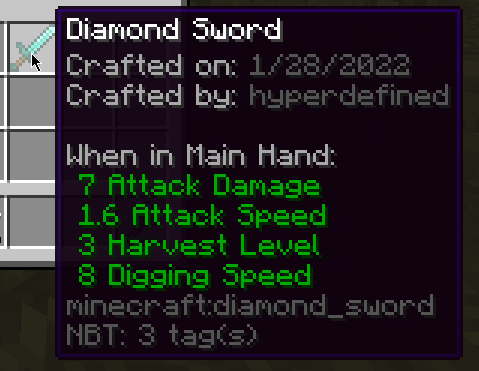 Diamond Sword
Crafted on: 1/28/2022
Crafted by: hyperdefined
When in Main Hand:
7 Attack Damage
1.6 Attack Speed
3 Harvest Level
8 Digging Speed
minecraft:diamond_sword
NBT: 3 tag(s)